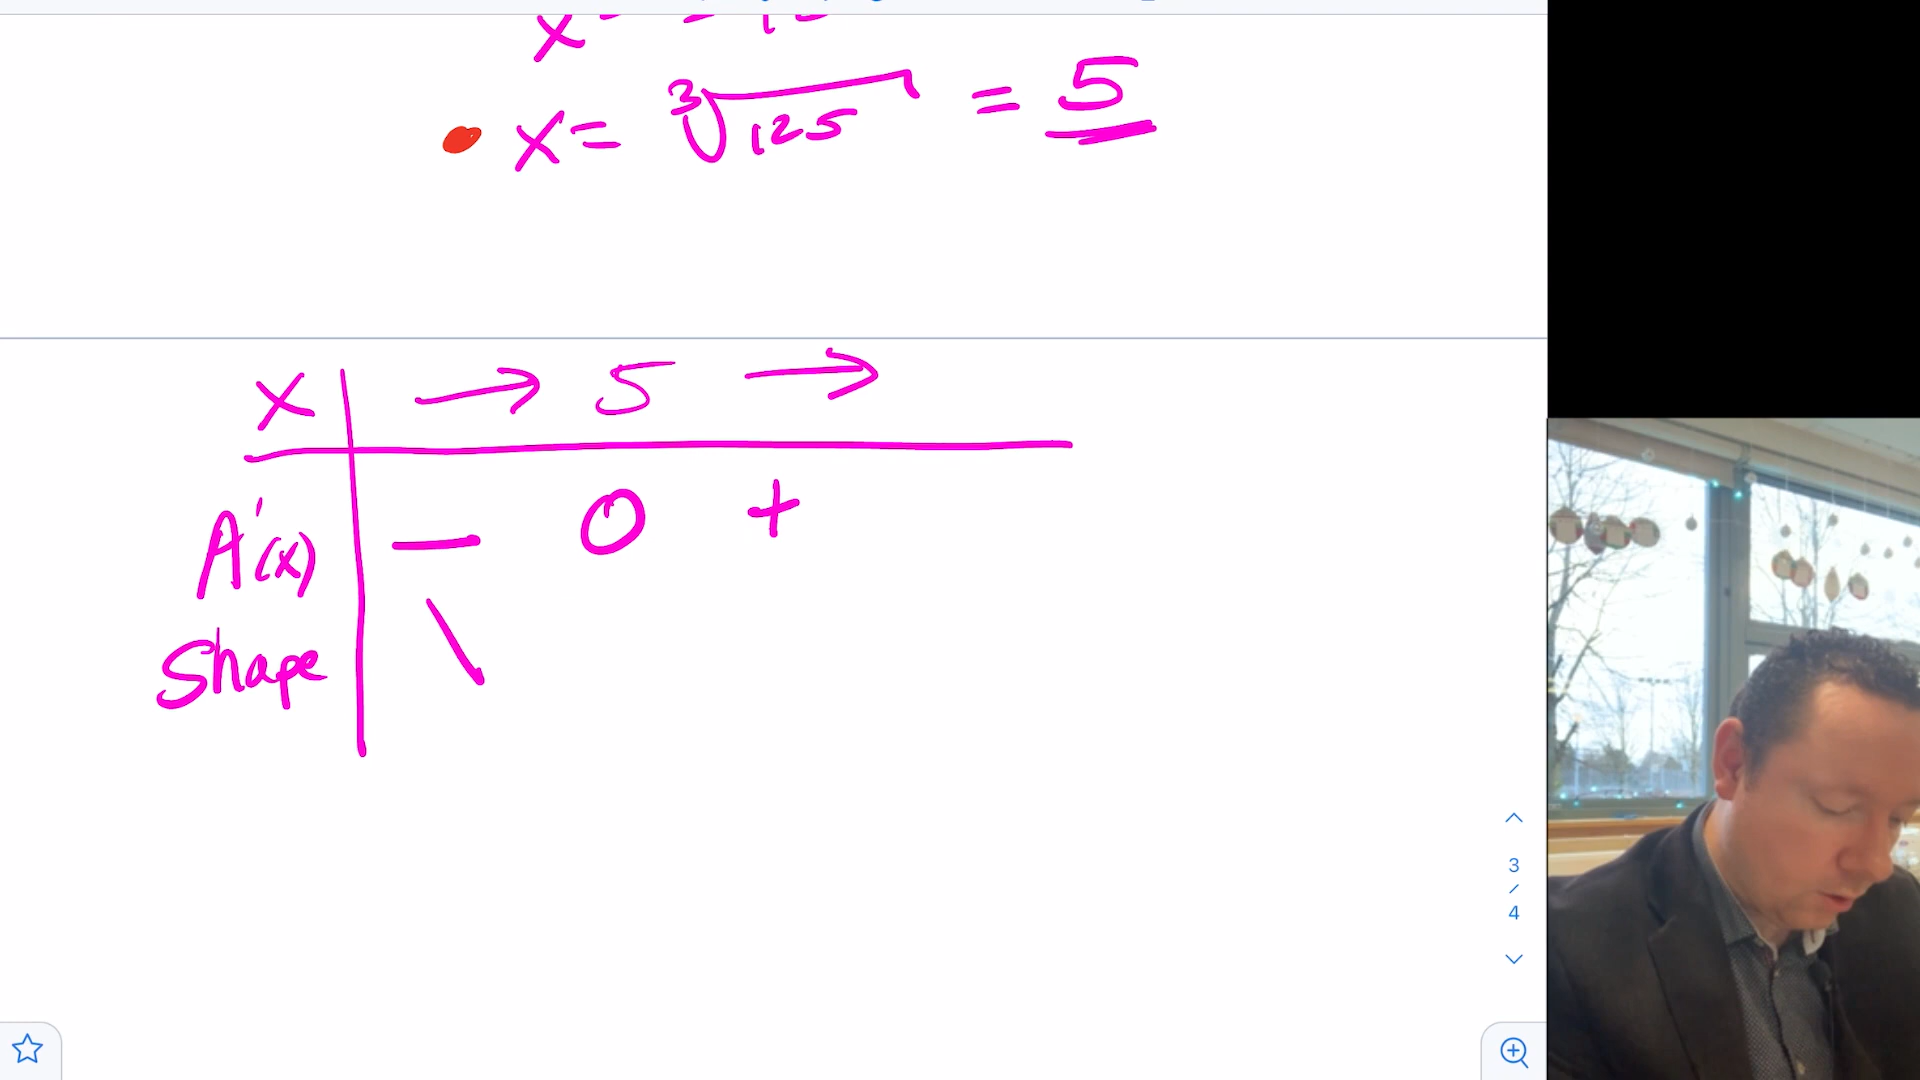 x = ∛125 = 5
x → 5 →
A'(x) − 0 +
Shape \
3
/
4